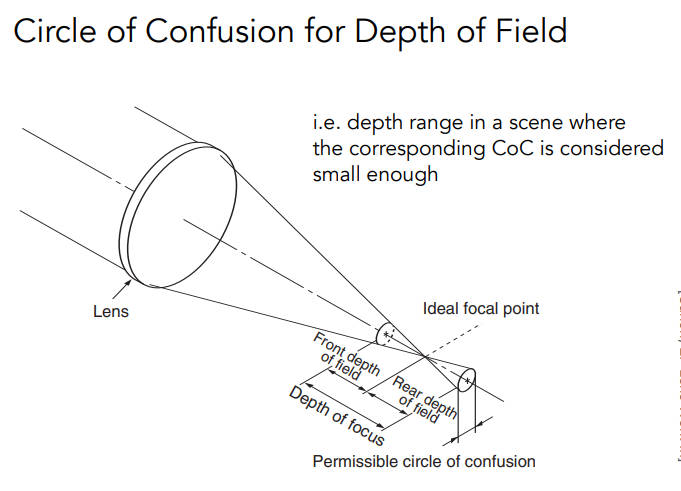 Circle of Confusion for Depth of Field
i.e. depth range in a scene where
the corresponding CoC is considered
small enough
Lens
Ideal focal point
Front depth
of field
Rear depth
of field
Depth of focus
Permissible circle of confusion